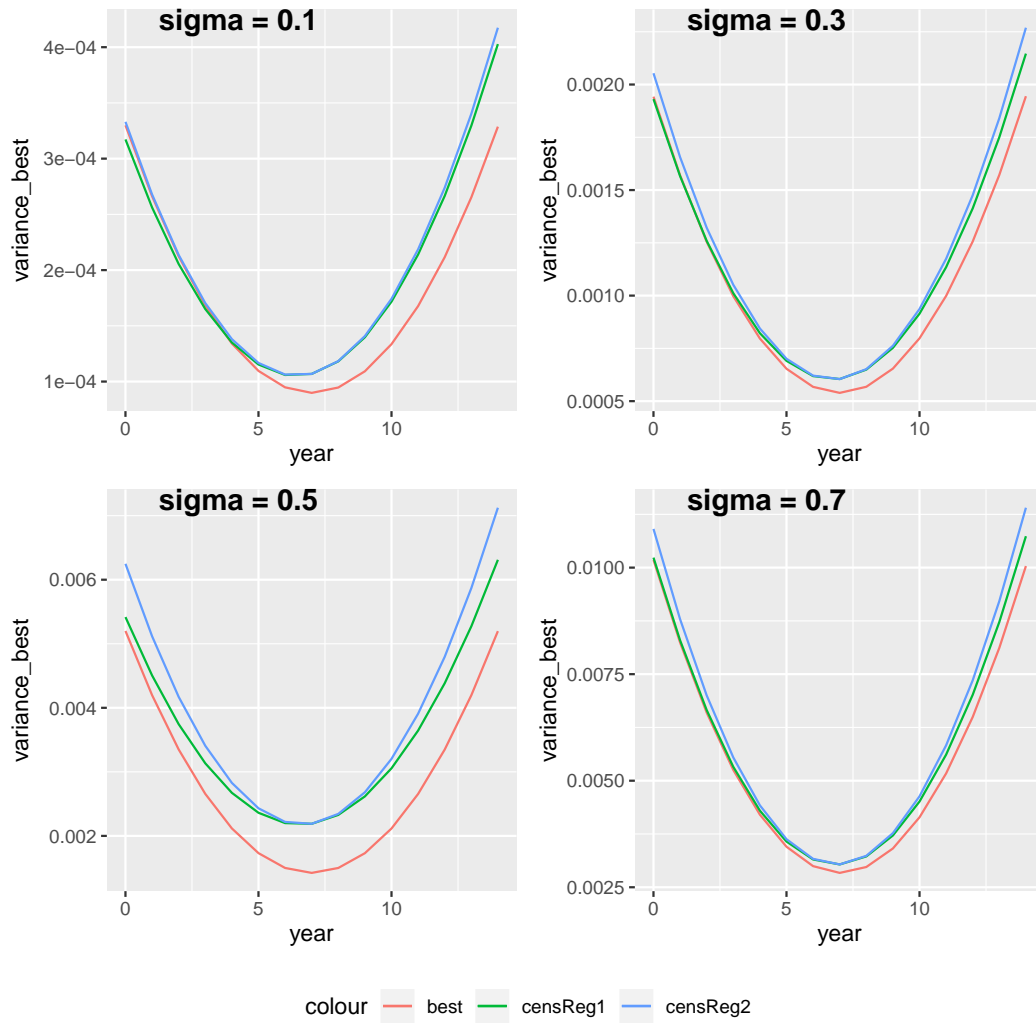 sigma = 0.1
4e−04
3e−04
2e−04
1e−04
variance_best
0 5 10
year
sigma = 0.3
0.0020
0.0015
0.0010
0.0005
variance_best
0 5 10
year
sigma = 0.5
0.006
0.004
0.002
variance_best
0 5 10
year
sigma = 0.7
0.0100
0.0075
0.0050
0.0025
variance_best
0 5 10
year
colour best censReg1 censReg2